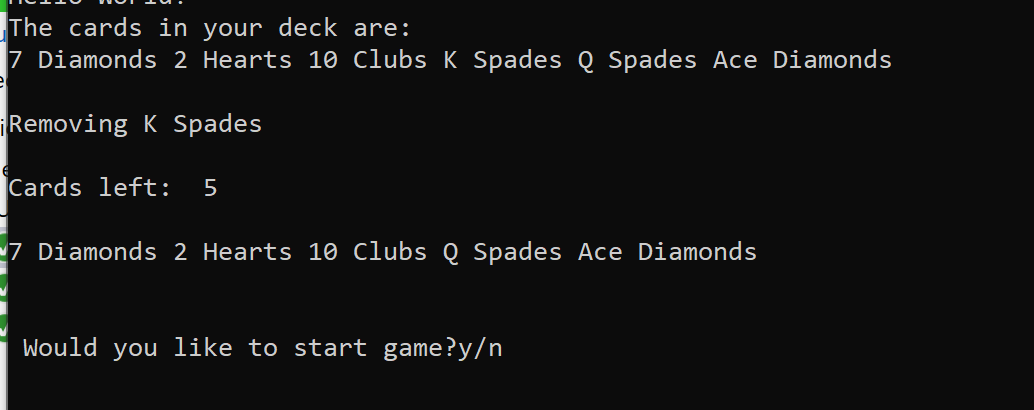 Hello World!
The cards in your deck are:
7 Diamonds 2 Hearts 10 Clubs K Spades Q Spades Ace Diamonds
Removing K Spades
Cards left:  5
7 Diamonds 2 Hearts 10 Clubs Q Spades Ace Diamonds
Would you like to start game?y/n